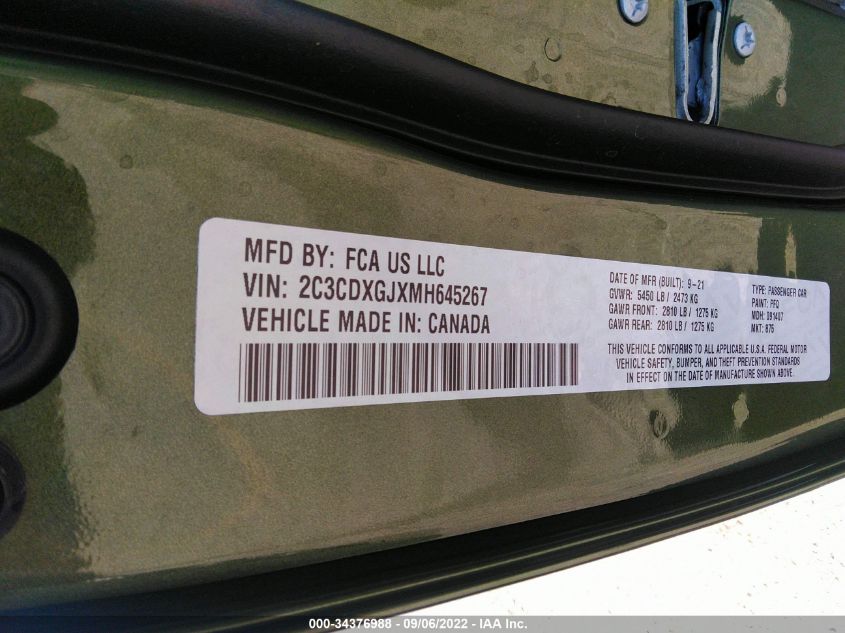 MFD BY: FCA US LLC
VIN: 2C3CDXGJXMH645267
VEHICLE MADE IN: CANADA
DATE OF MFR (BUILT): 9-21
GVWR: 5450 LB / 2473 KG
GAWR FRONT: 2810 LB / 1275 KG
GAWR REAR: 2810 LB / 1275 KG
TYPE: PASSENGER CAR
PAINT: PFQ
MDH: 091407
MKT: 875
THIS VEHICLE CONFORMS TO ALL APPLICABLE U.S.A. FEDERAL MOTOR
VEHICLE SAFETY, BUMPER, AND THEFT PREVENTION STANDARDS
IN EFFECT ON THE DATE OF MANUFACTURE SHOWN ABOVE.
000-34376988 - 09/06/2022 - IAA Inc.